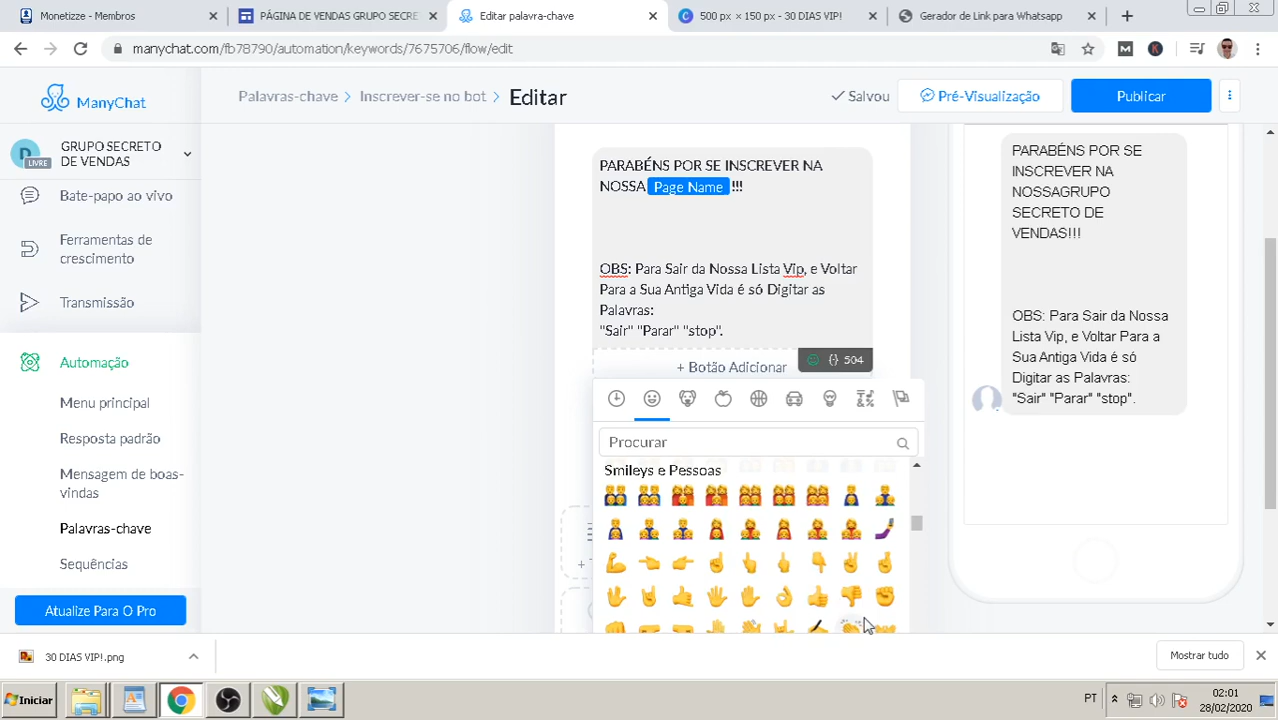 Monetizze - Membros
PÁGINA DE VENDAS GRUPO SECRE
Editar palavra-chave
500 px × 150 px - 30 DIAS VIP!
Gerador de Link para Whatsapp
manychat.com/fb78790/automation/keywords/7675706/flow/edit
ManyChat
Palavras-chave
Inscrever-se no bot
Editar
Salvou
Pré-Visualização
Publicar
GRUPO SECRETO
DE VENDAS
LIVRE
Bate-papo ao vivo
Ferramentas de
crescimento
Transmissão
Automação
Menu principal
Resposta padrão
Mensagem de boas-
vindas
Palavras-chave
Sequências
Atualize Para O Pro
PARABÉNS POR SE INSCREVER NA
NOSSA Page Name !!!
OBS: Para Sair da Nossa Lista Vip, e Voltar
Para a Sua Antiga Vida é só Digitar as
Palavras:
"Sair" "Parar" "stop".
{} 504
+ Botão Adicionar
Procurar
Smileys e Pessoas
PARABÉNS POR SE
INSCREVER NA
NOSSAGRUPO
SECRETO DE
VENDAS!!!
OBS: Para Sair da Nossa
Lista Vip, e Voltar Para a
Sua Antiga Vida é só
Digitar as Palavras:
"Sair" "Parar" "stop".
30 DIAS VIP!.png
Mostrar tudo
Iniciar
PT
02:01
28/02/2020